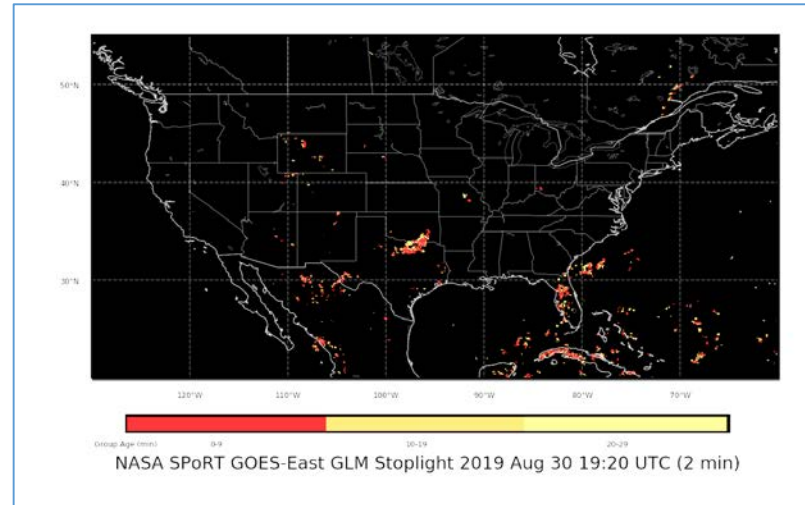 50°N
40°N
30°N
120°W 110°W 100°W 90°W 80°W 70°W
Group Age (min) 0-9 10-19 20-29
NASA SPoRT GOES-East GLM Stoplight 2019 Aug 30 19:20 UTC (2 min)